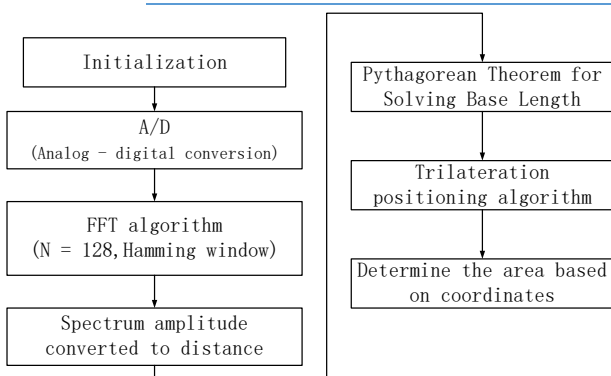 Initialization
A/D
(Analog - digital conversion)
FFT algorithm
(N = 128,Hamming window)
Spectrum amplitude
converted to distance
Pythagorean Theorem for
Solving Base Length
Trilateration
positioning algorithm
Determine the area based
on coordinates